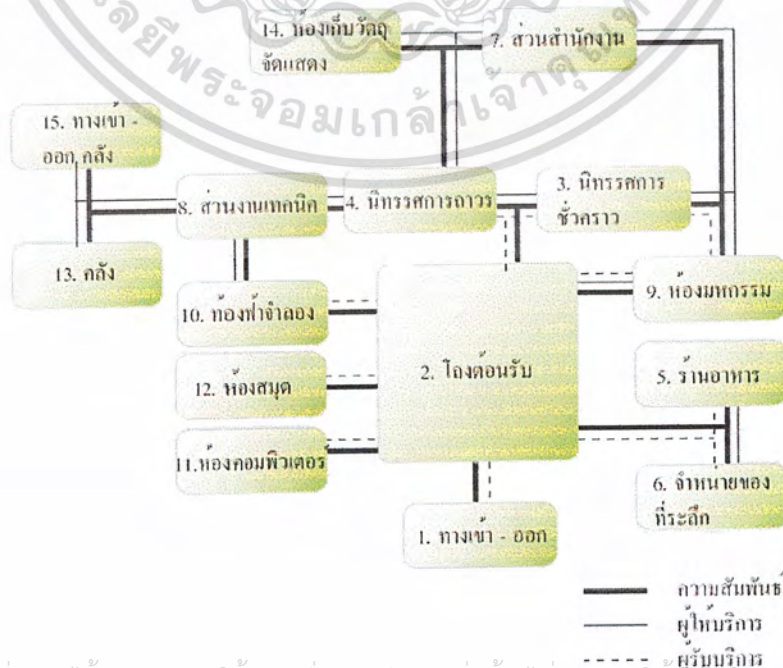 14. ห้องเก็บวัตถุ
จัดแสดง
7. ส่วนสำนักงาน
15. ทางเข้า -
ออก คลัง
8. ส่วนงานเทคนิค
4. นิทรรศการถาวร
3. นิทรรศการ
ชั่วคราว
13. คลัง
10. ท้องฟ้าจำลอง
9. ห้องมหกรรม
2. โถงต้อนรับ
12. ห้องสมุด
5. ร้านอาหาร
11.ห้องคอมพิวเตอร์
6. จำหน่ายของ
ที่ระลึก
1. ทางเข้า - ออก
ความสัมพันธ์
ผู้ให้บริการ
ผู้รับบริการ